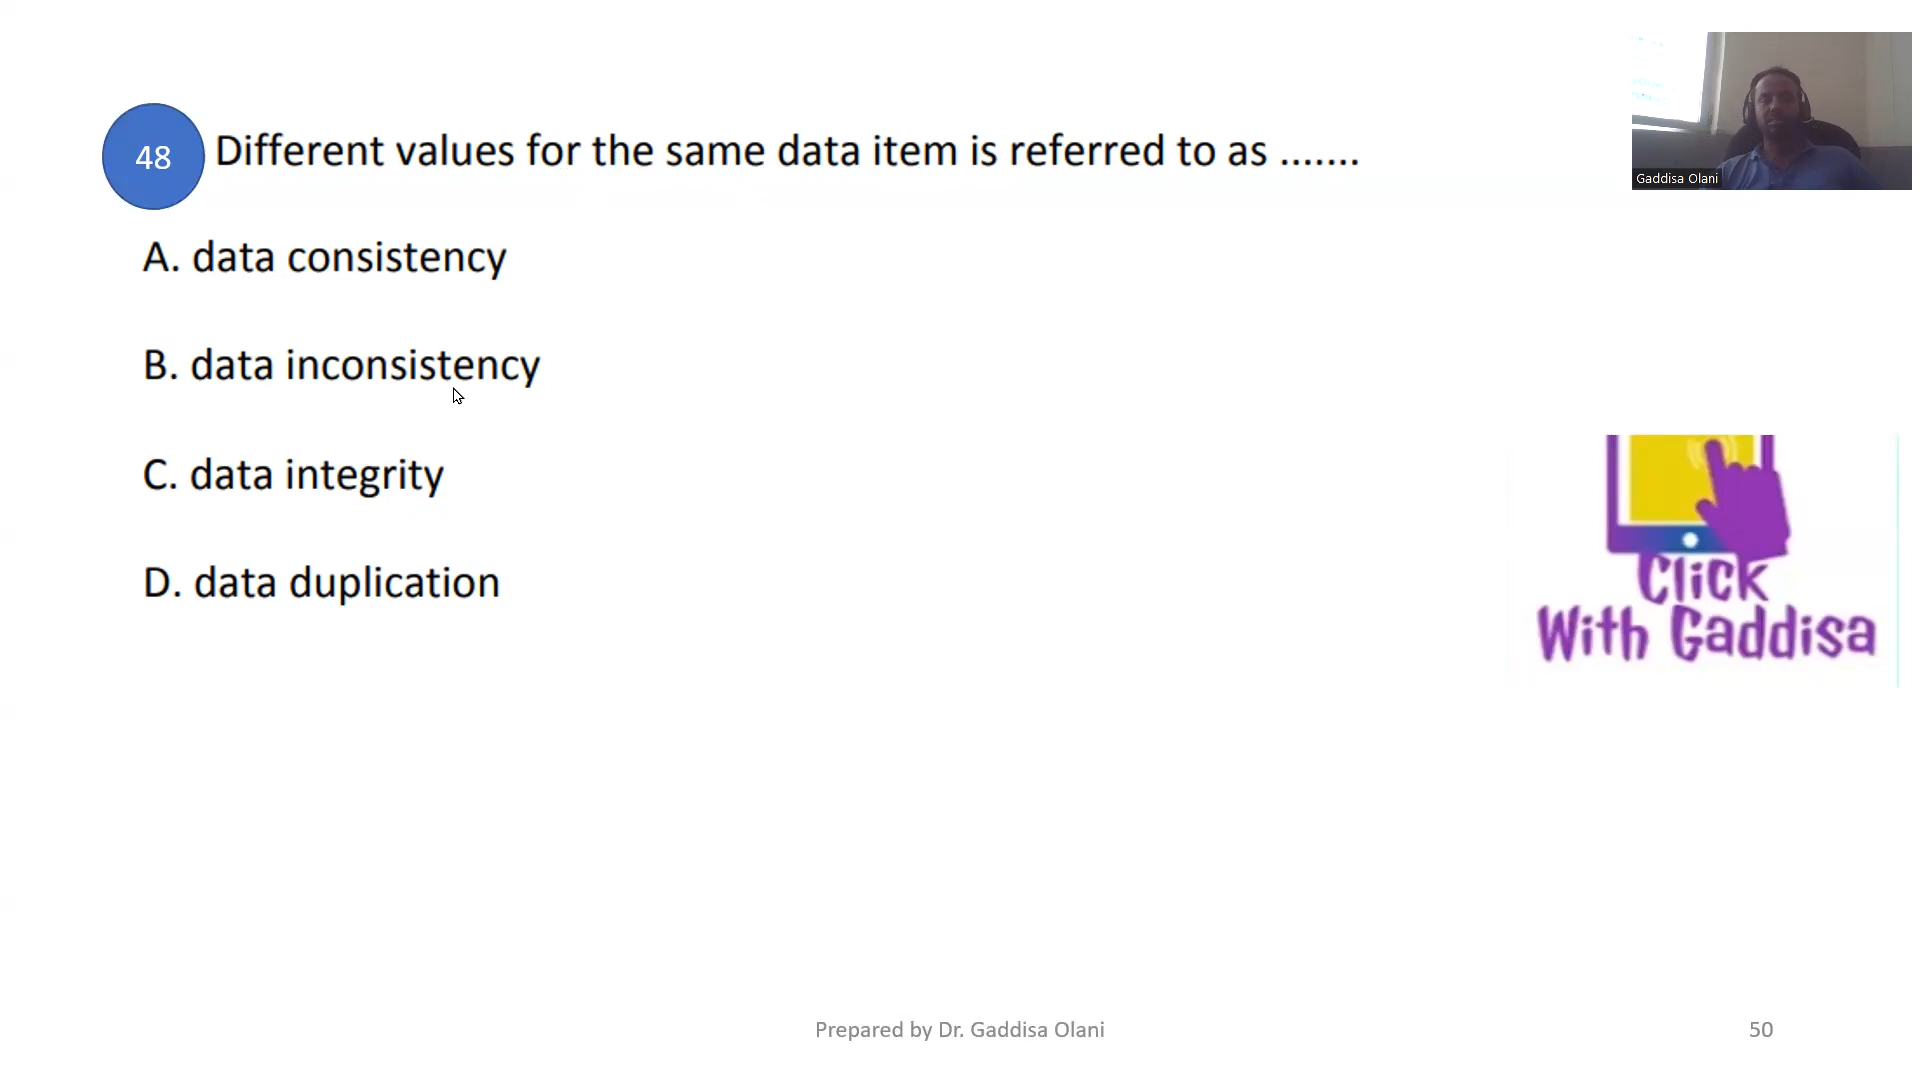 48
Different values for the same data item is referred to as .......
A. data consistency
B. data inconsistency
C. data integrity
D. data duplication
Gaddisa Olani
Click
With Gaddisa
Prepared by Dr. Gaddisa Olani
50